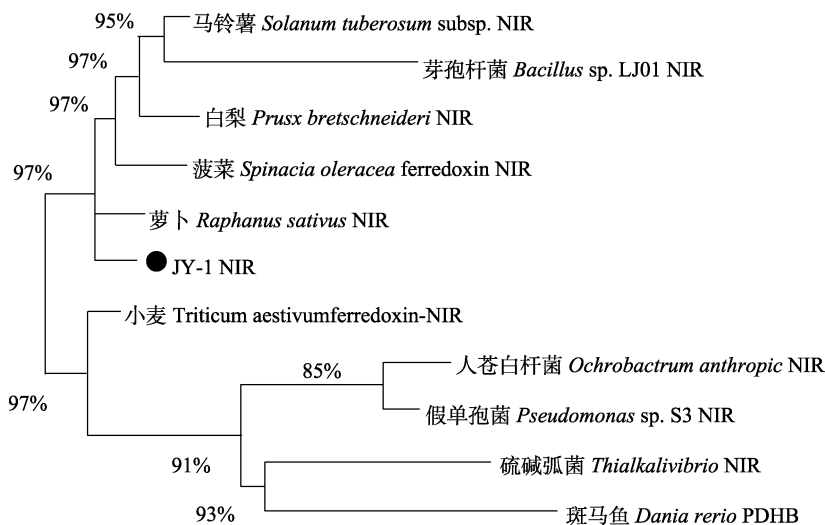 95%
马铃薯 Solanum tuberosum subsp. NIR
97%
芽孢杆菌 Bacillus sp. LJ01 NIR
97%
白梨 Prusx bretschneideri NIR
97%
菠菜 Spinacia oleracea ferredoxin NIR
萝卜 Raphanus sativus NIR
JY-1 NIR
小麦 Triticum aestivumferredoxin-NIR
85%
人苍白杆菌 Ochrobactrum anthropic NIR
97%
假单孢菌 Pseudomonas sp. S3 NIR
91%
硫碱弧菌 Thialkalivibrio NIR
93%
斑马鱼 Dania rerio PDHB